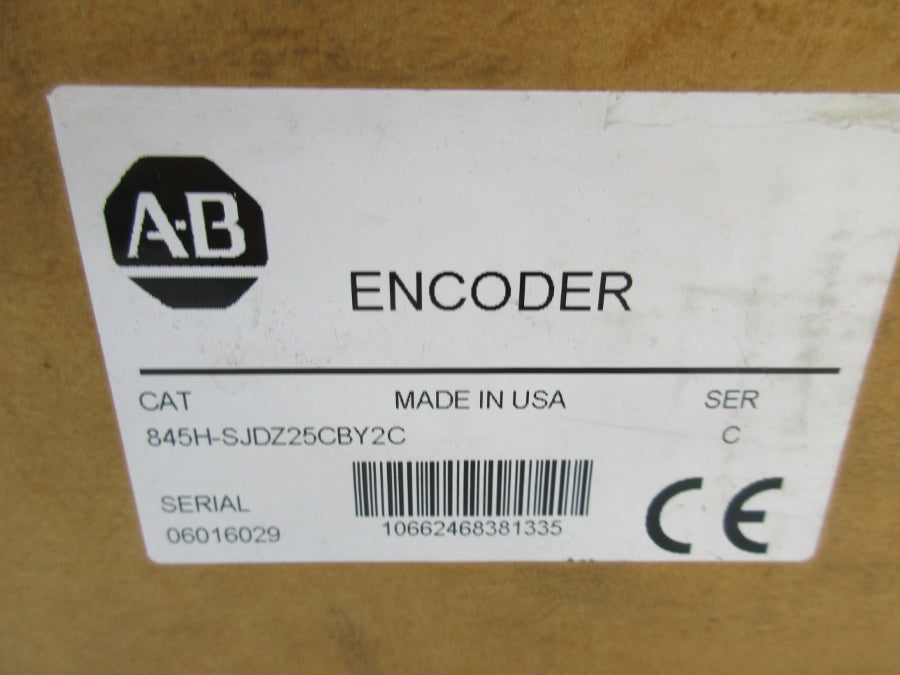 A-B
ENCODER
CAT MADE IN USA SER
845H-SJDZ25CBY2C C
SERIAL
06016029
10662468381335
CE